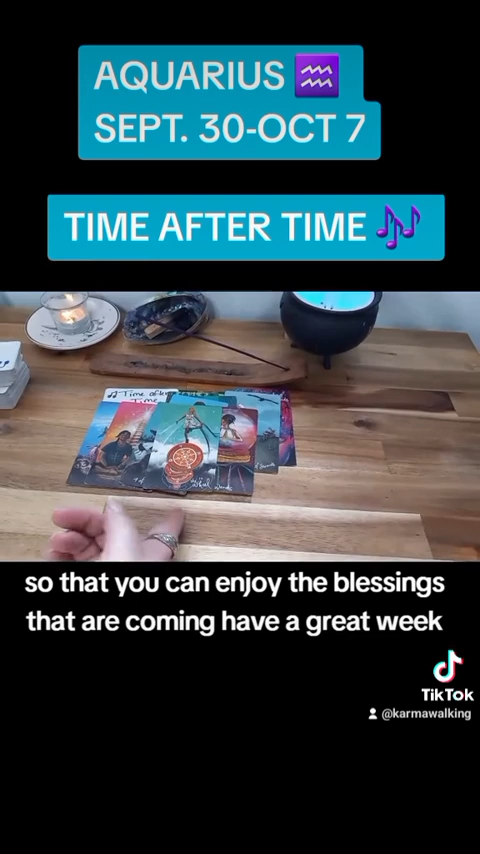 AQUARIUS ♒
SEPT. 30-OCT 7
TIME AFTER TIME 🎶
Time after
Time
so that you can enjoy the blessings
that are coming have a great week
TikTok
@karmawalking